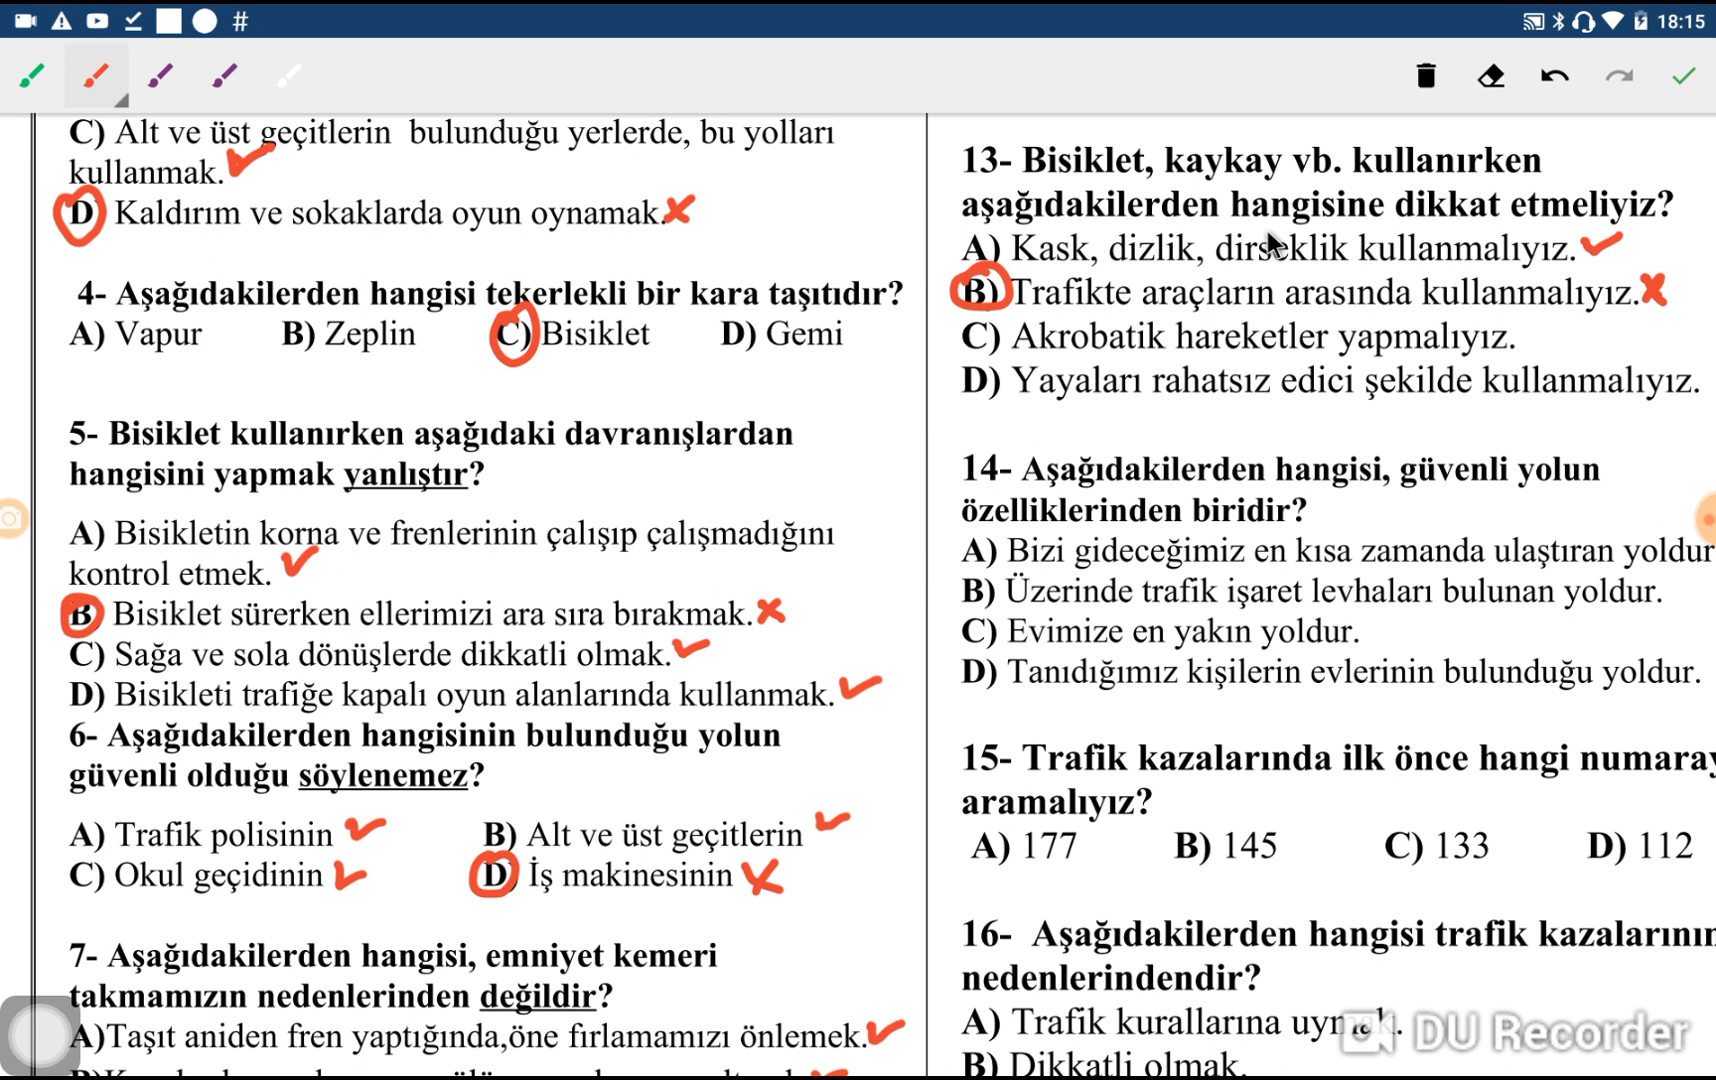 # 18:15
C) Alt ve üst geçitlerin bulunduğu yerlerde, bu yolları
kullanmak.
D) Kaldırım ve sokaklarda oyun oynamak.
4- Aşağıdakilerden hangisi tekerlekli bir kara taşıtıdır?
A) Vapur B) Zeplin C) Bisiklet D) Gemi
5- Bisiklet kullanırken aşağıdaki davranışlardan
hangisini yapmak yanlıştır?
A) Bisikletin korna ve frenlerinin çalışıp çalışmadığını
kontrol etmek.
B) Bisiklet sürerken ellerimizi ara sıra bırakmak.
C) Sağa ve sola dönüşlerde dikkatli olmak.
D) Bisikleti trafiğe kapalı oyun alanlarında kullanmak.
6- Aşağıdakilerden hangisinin bulunduğu yolun
güvenli olduğu söylenemez?
A) Trafik polisinin B) Alt ve üst geçitlerin
C) Okul geçidinin D) İş makinesinin
7- Aşağıdakilerden hangisi, emniyet kemeri
takmamızın nedenlerinden değildir?
A)Taşıt aniden fren yaptığında,öne fırlamamızı önlemek.
13- Bisiklet, kaykay vb. kullanırken
aşağıdakilerden hangisine dikkat etmeliyiz?
A) Kask, dizlik, dirseklik kullanmalıyız.
B) Trafikte araçların arasında kullanmalıyız.
C) Akrobatik hareketler yapmalıyız.
D) Yayaları rahatsız edici şekilde kullanmalıyız.
14- Aşağıdakilerden hangisi, güvenli yolun
özelliklerinden biridir?
A) Bizi gideceğimiz en kısa zamanda ulaştıran yoldur
B) Üzerinde trafik işaret levhaları bulunan yoldur.
C) Evimize en yakın yoldur.
D) Tanıdığımız kişilerin evlerinin bulunduğu yoldur.
15- Trafik kazalarında ilk önce hangi numaray
aramalıyız?
A) 177 B) 145 C) 133 D) 112
16- Aşağıdakilerden hangisi trafik kazalarının
nedenlerindendir?
A) Trafik kurallarına uymak.
B) Dikkatli olmak.
DU Recorder